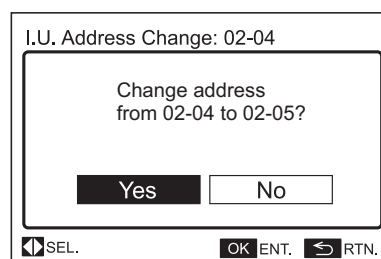 I.U. Address Change: 02-04
Change address
from 02-04 to 02-05?
Yes No
SEL. OK ENT. RTN.